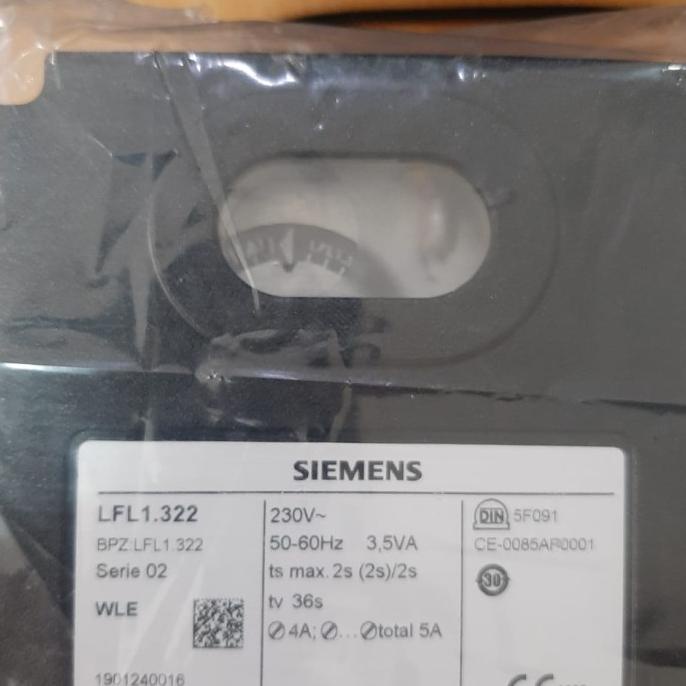 SIEMENS
LFL1.322
BPZ:LFL1.322
Serie 02
WLE
1901240016
230V~
50-60Hz 3,5VA
ts max. 2s (2s)/2s
tv 36s
⊘ 4A; ⊘...⊘total 5A
DIN 5F091
CE-0085AR0001
30
CE